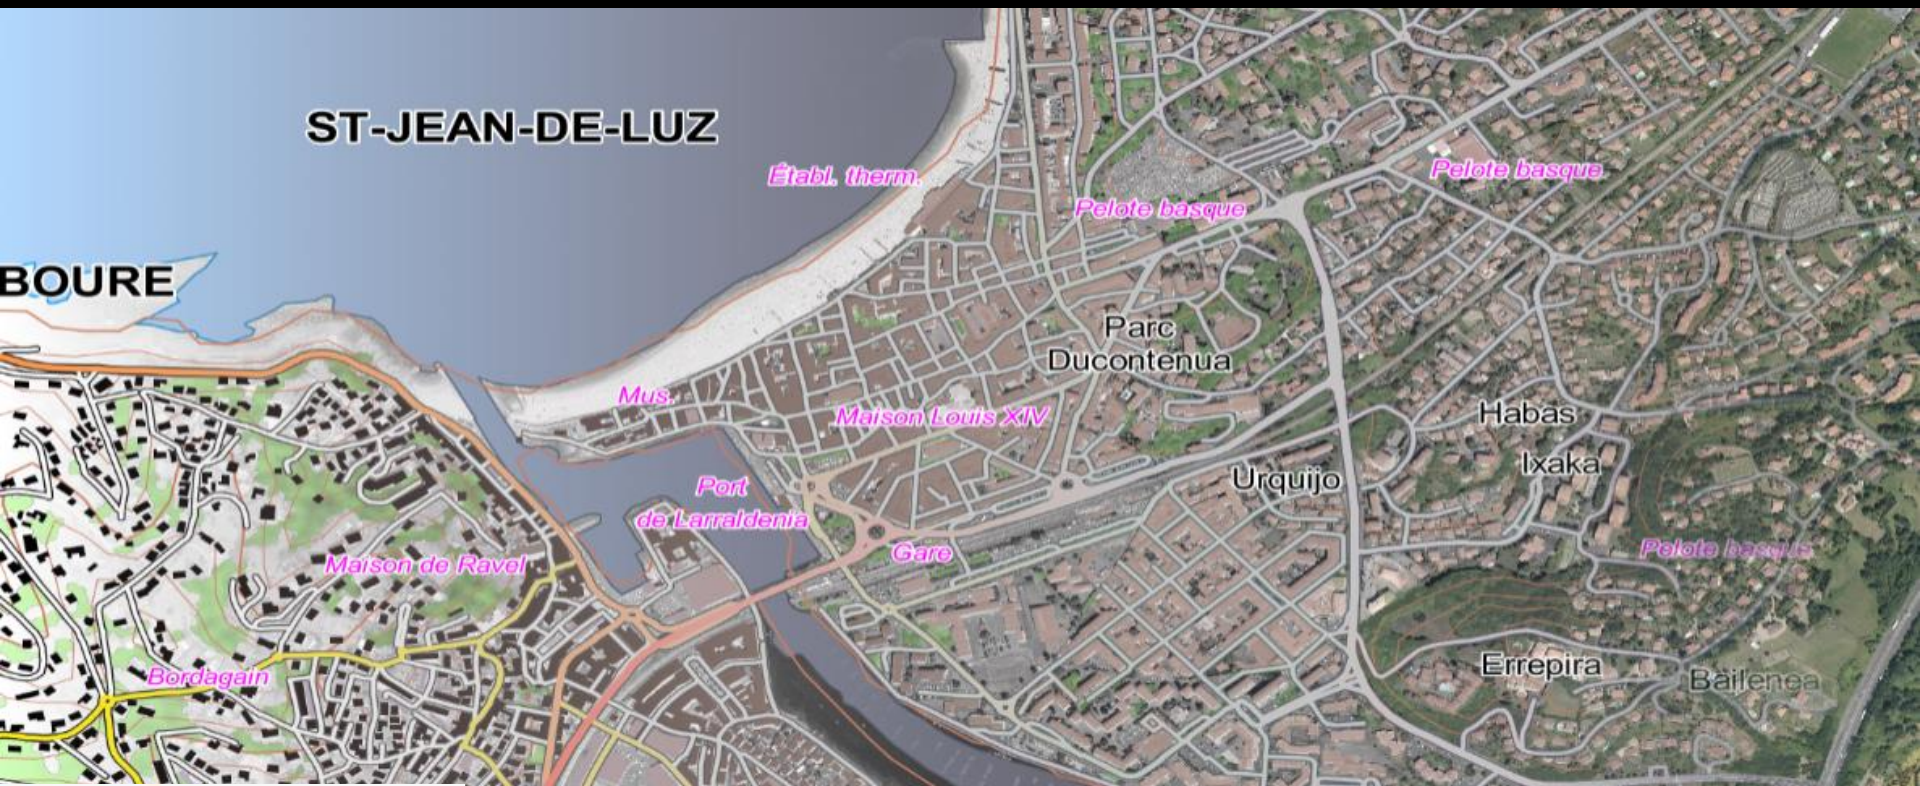 ST-JEAN-DE-LUZ
Établ. therm.
Pelote basque
Pelote basque
BOURE
Parc
Ducontenua
Mus.
Maison Louis XIV
Habas
Ixaka
Urquijo
Port
de Larraldenia
Gare
Pelote basque
Maison de Ravel
Bordagain
Errepira
Bailenea